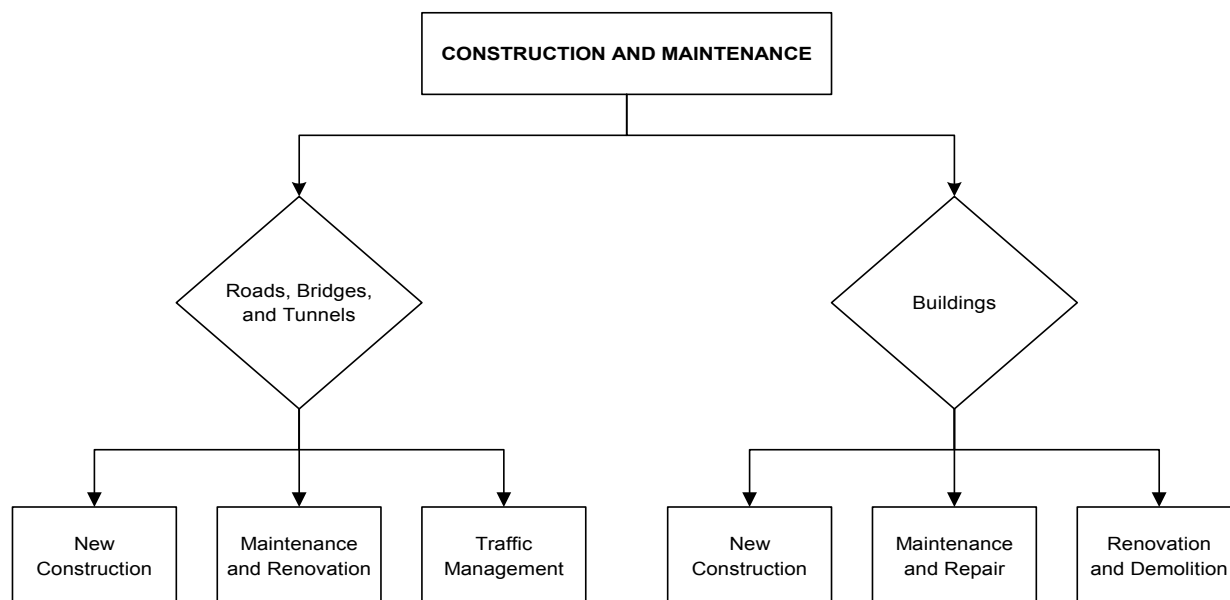 CONSTRUCTION AND MAINTENANCE
Roads, Bridges,
and Tunnels
Buildings
New
Construction
Maintenance
and Renovation
Traffic
Management
New
Construction
Maintenance
and Repair
Renovation
and Demolition